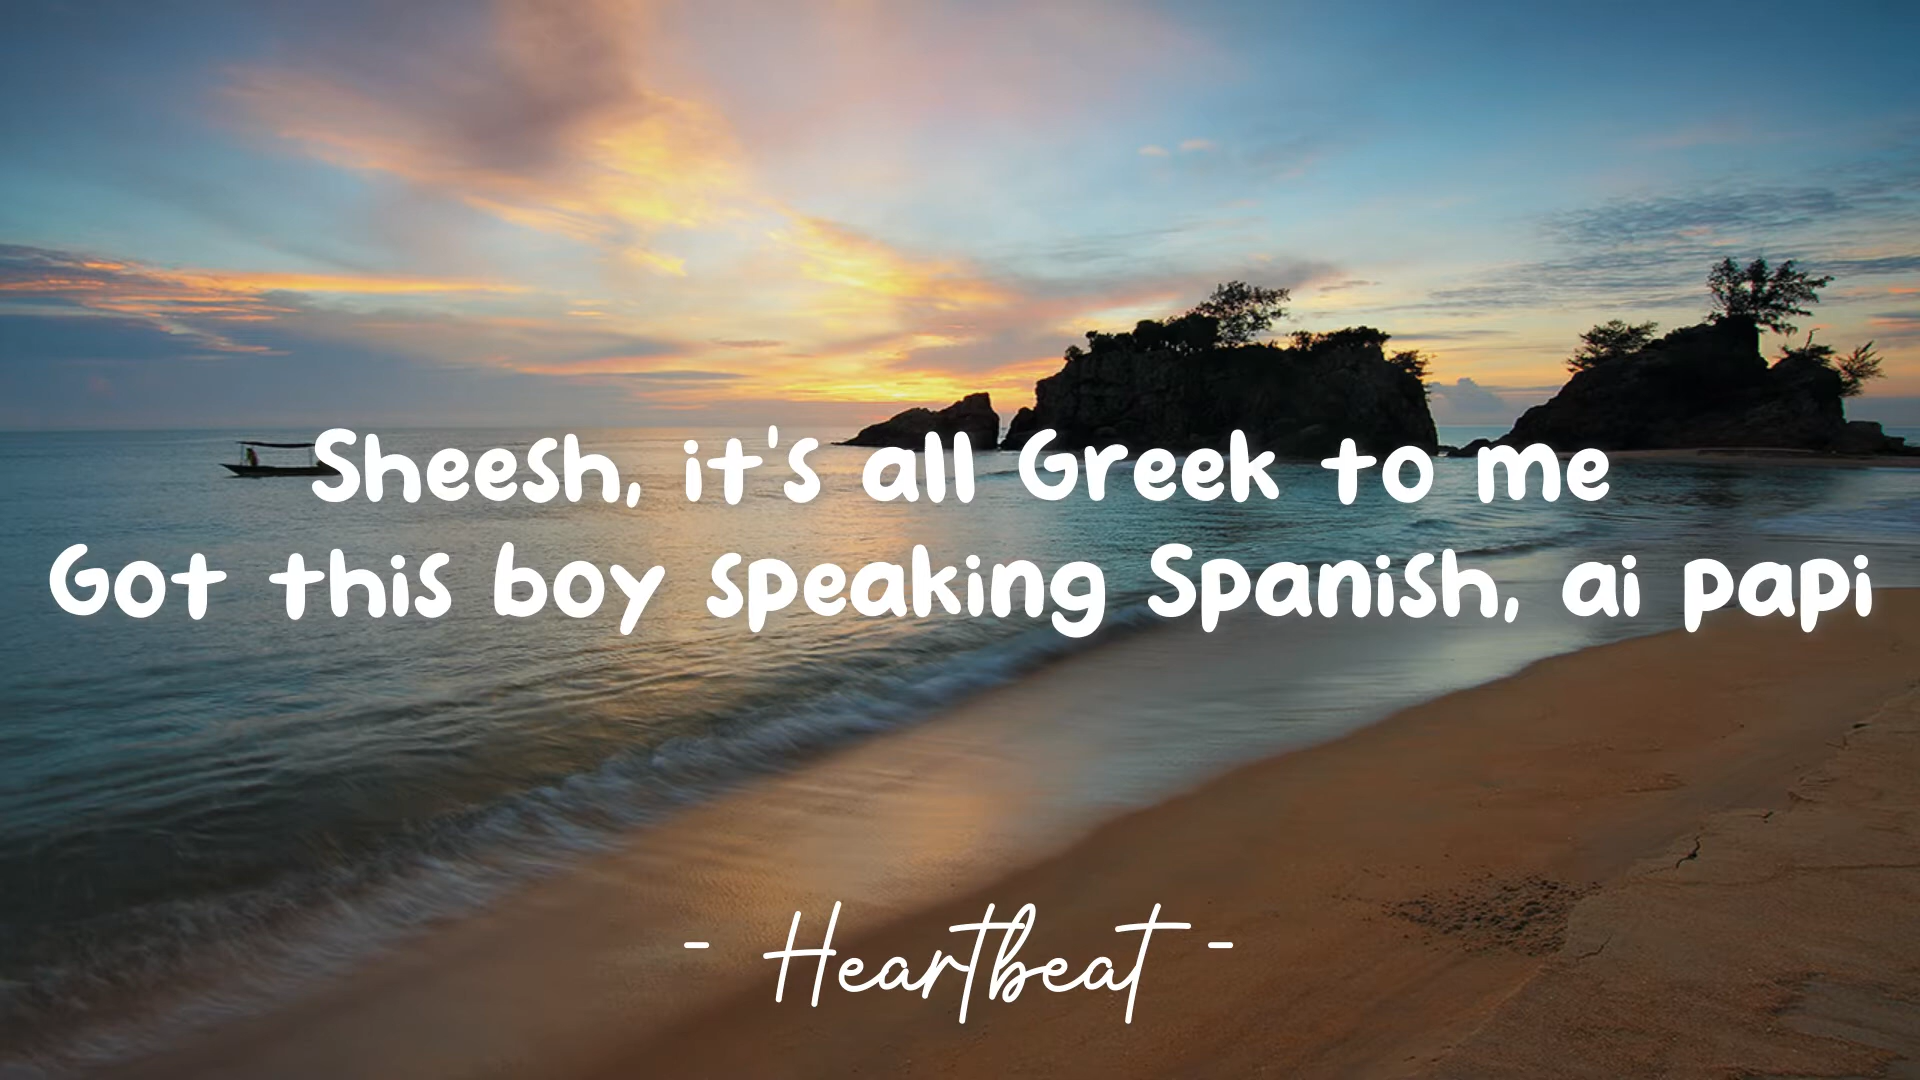 Sheesh, it's all Greek to me
Got this boy speaking Spanish, ai papi
- Heartbeat -